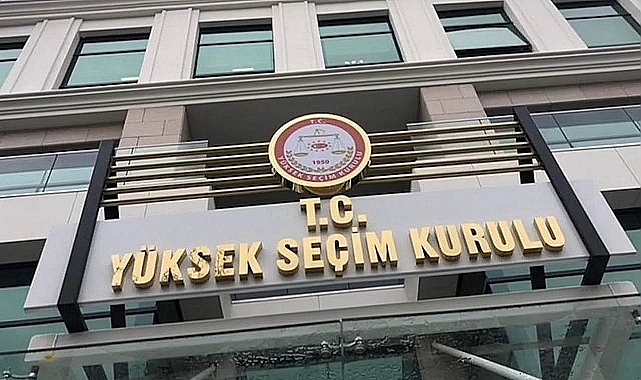 T.C.
1950
YÜKSEK SEÇİM KURULU
T.C.
YÜKSEK SEÇİM KURULU